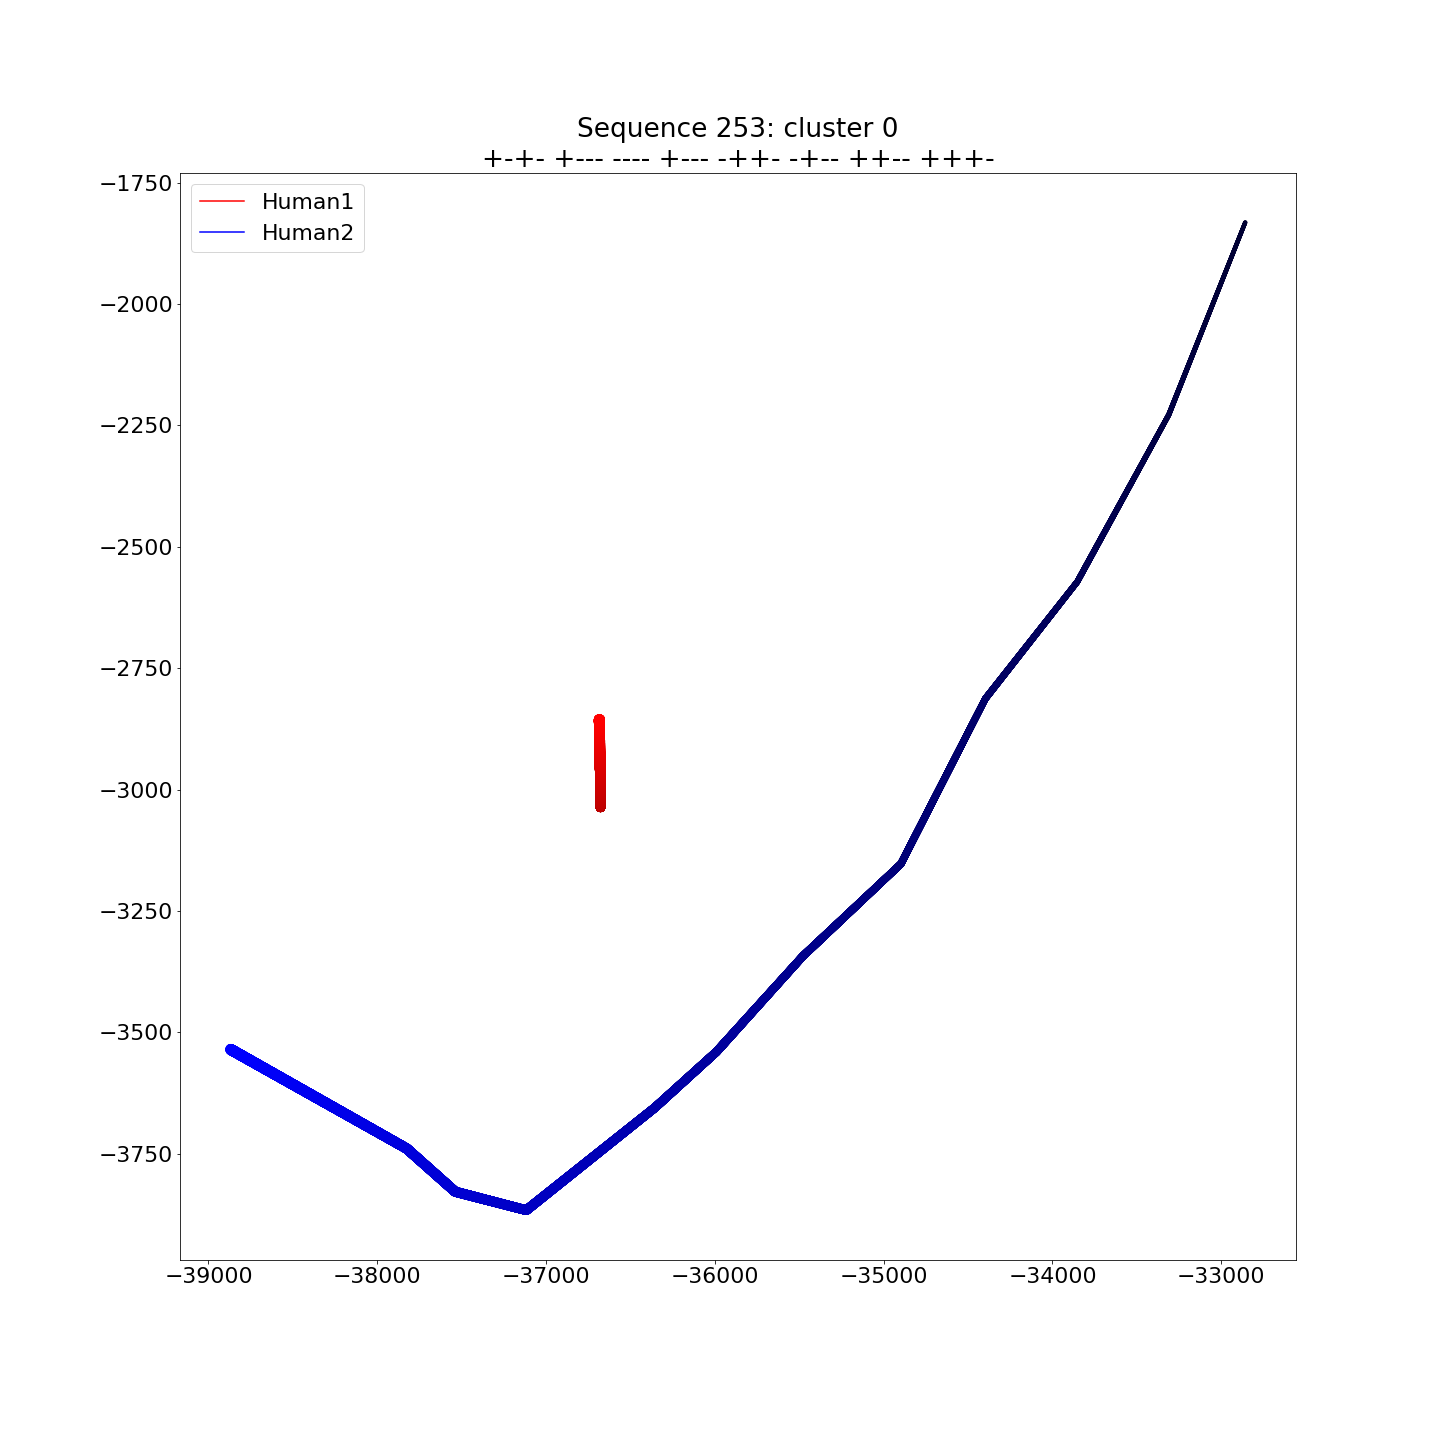 Sequence 253: cluster 0
+-+- +--- ---- +--- -++- -+-- ++-- +++-
Human1
Human2
−1750
−2000
−2250
−2500
−2750
−3000
−3250
−3500
−3750
−39000 −38000 −37000 −36000 −35000 −34000 −33000